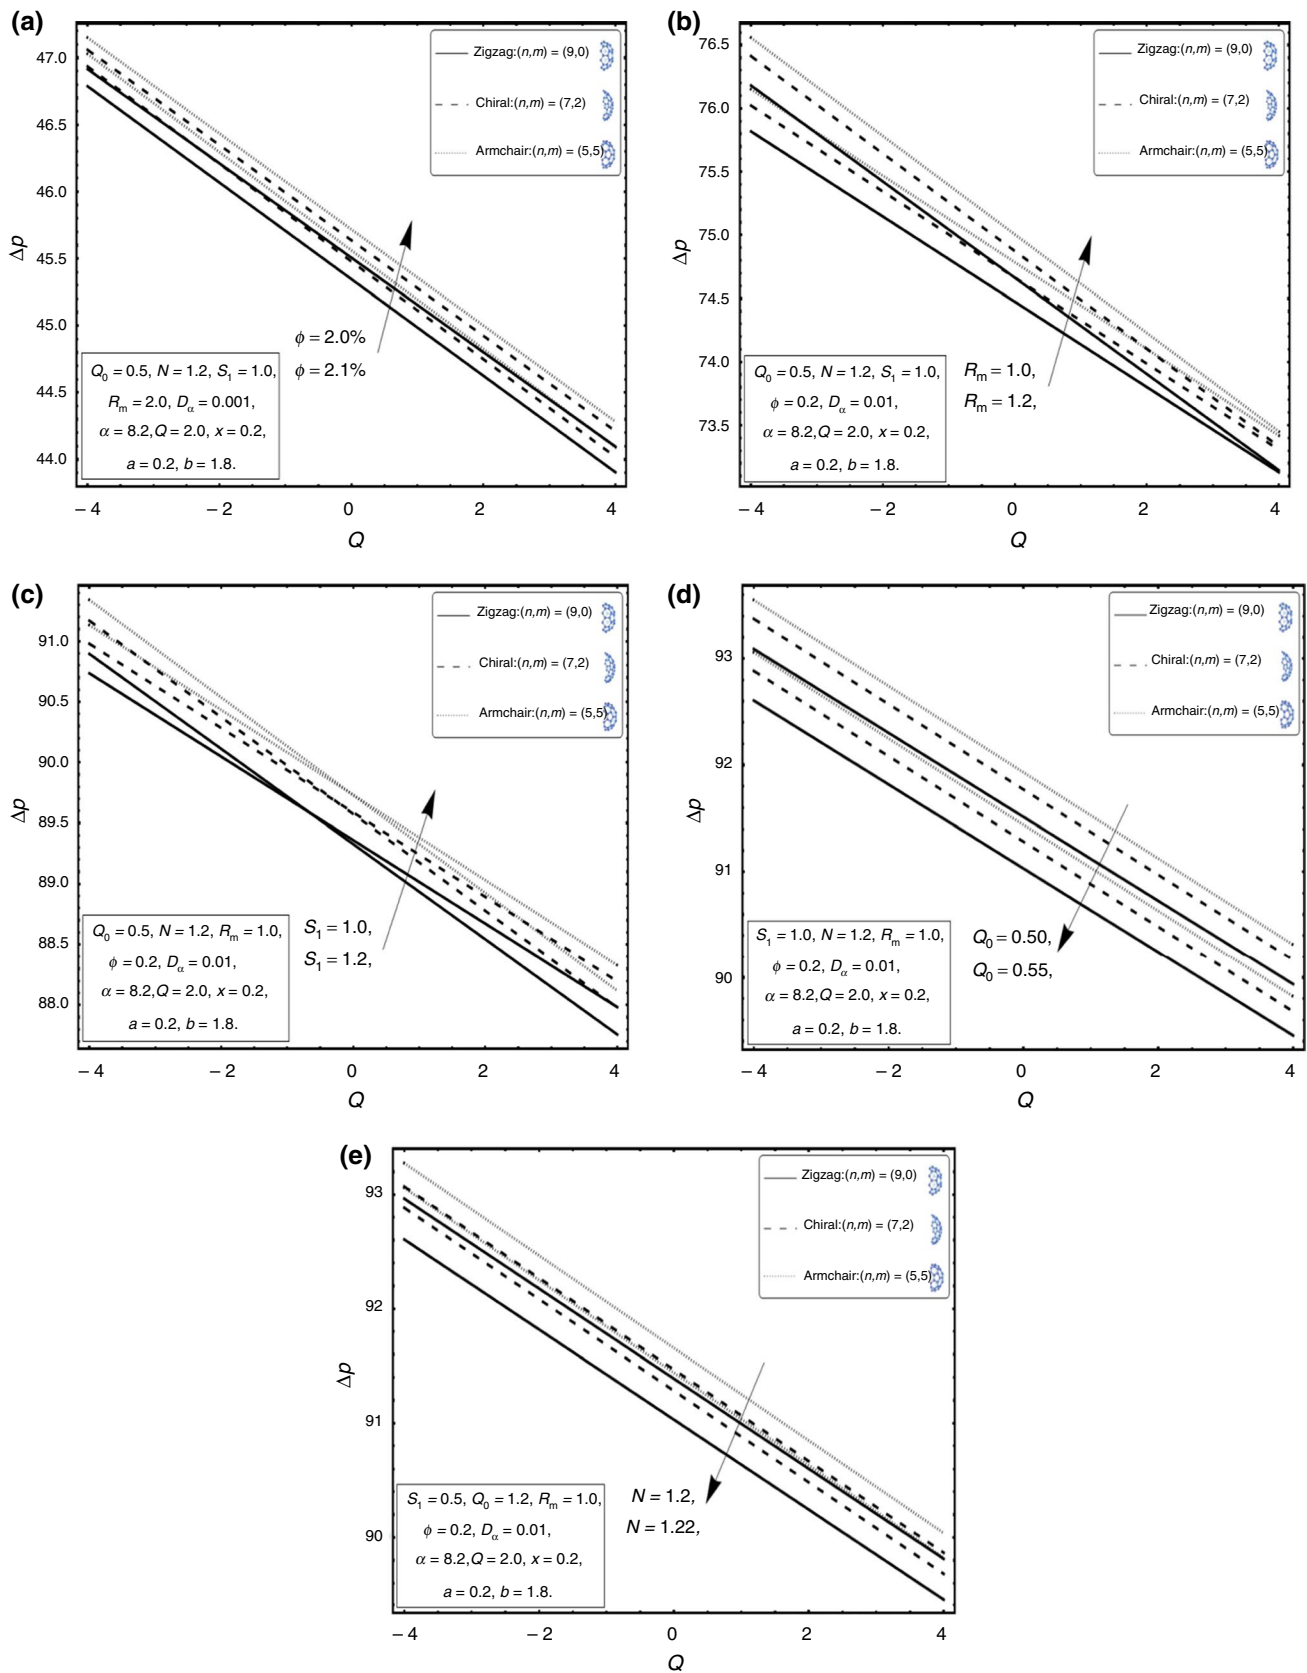 (a)
47.0
46.5
46.0
45.5
45.0
44.5
44.0
Δp
Zigzag:(n,m) = (9,0)
Chiral:(n,m) = (7,2)
Armchair:(n,m) = (5,5)
ϕ = 2.0%
ϕ = 2.1%
Q₀ = 0.5, N = 1.2, S₁ = 1.0,
Rₘ = 2.0, D_α = 0.001,
α = 8.2,Q = 2.0, x = 0.2,
a = 0.2, b = 1.8.
−4 −2 0 2 4
Q
(b)
76.5
76.0
75.5
75.0
74.5
74.0
73.5
Δp
Zigzag:(n,m) = (9,0)
Chiral:(n,m) = (7,2)
Armchair:(n,m) = (5,5)
Rₘ = 1.0,
Rₘ = 1.2,
Q₀ = 0.5, N = 1.2, S₁ = 1.0,
ϕ = 0.2, D_α = 0.01,
α = 8.2,Q = 2.0, x = 0.2,
a = 0.2, b = 1.8.
−4 −2 0 2 4
Q
(c)
91.0
90.5
90.0
89.5
89.0
88.5
88.0
Δp
Zigzag:(n,m) = (9,0)
Chiral:(n,m) = (7,2)
Armchair:(n,m) = (5,5)
S₁ = 1.0,
S₁ = 1.2,
Q₀ = 0.5, N = 1.2, Rₘ = 1.0,
ϕ = 0.2, D_α = 0.01,
α = 8.2,Q = 2.0, x = 0.2,
a = 0.2, b = 1.8.
−4 −2 0 2 4
Q
(d)
93
92
91
90
Δp
Zigzag:(n,m) = (9,0)
Chiral:(n,m) = (7,2)
Armchair:(n,m) = (5,5)
Q₀ = 0.50,
Q₀ = 0.55,
S₁ = 1.0, N = 1.2, Rₘ = 1.0,
ϕ = 0.2, D_α = 0.01,
α = 8.2,Q = 2.0, x = 0.2,
a = 0.2, b = 1.8.
−4 −2 0 2 4
Q
(e)
93
92
91
90
Δp
Zigzag:(n,m) = (9,0)
Chiral:(n,m) = (7,2)
Armchair:(n,m) = (5,5)
N = 1.2,
N = 1.22,
S₁ = 0.5, Q₀ = 1.2, Rₘ = 1.0,
ϕ = 0.2, D_α = 0.01,
α = 8.2,Q = 2.0, x = 0.2,
a = 0.2, b = 1.8.
−4 −2 0 2 4
Q